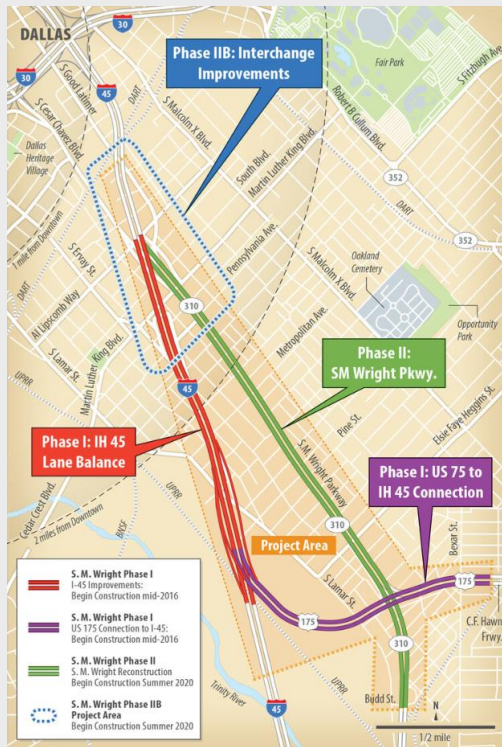 DALLAS
30
30
45
S Good Latimer
S Cesar Chavez Blvd.
DART
Phase IIB: Interchange
Improvements
Fair Park
S Fitzhugh Ave.
Robert B Cullum Blvd.
S Malcolm X Blvd.
South Blvd.
Martin Luther King Blvd.
352
DART
352
Dallas
Heritage
Village
1 mile from Downtown
DART
S Ervay St.
Al Lipscomb Way
Pennsylvania Ave.
S Malcolm X Blvd.
Oakland
Cemetery
Opportunity
Park
310
Metropolitan Ave.
S Lamar St.
Martin Luther King Blvd.
UPRR
45
Phase II:
SM Wright Pkwy.
Elsie Faye Heggins St.
Pine St.
Phase I: IH 45
Lane Balance
S.M. Wright Parkway
Phase I: US 75 to
IH 45 Connection
Cedar Crest Blvd.
2 miles from Downtown
BNSF
UPRR
310
Project Area
Bexar St.
S Lamar St.
175
175
310
C.F. Hawn
Frwy.
Trinity River
UPRR
45
Budd St.
N
1/2 mile
S. M. Wright Phase I
I-45 Improvements:
Begin Construction mid-2016
S. M. Wright Phase I
US 175 Connection to I-45:
Begin Construction mid-2016
S. M. Wright Phase II
S. M. Wright Reconstruction
Begin Construction Summer 2020
S. M. Wright Phase IIB
Project Area
Begin Construction Summer 2020